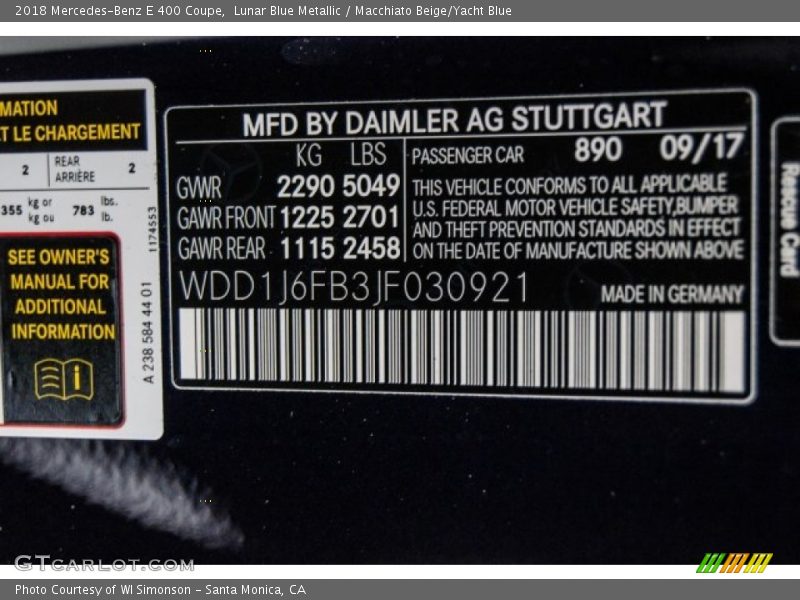 2018 Mercedes-Benz E 400 Coupe,  Lunar Blue Metallic / Macchiato Beige/Yacht Blue
MATION
ET LE CHARGEMENT
2 REAR ARRIÈRE 2
355 kg or kg ou 783 lbs. lb.
SEE OWNER'S
MANUAL FOR
ADDITIONAL
INFORMATION
i
1174553
A 238 584 44 01
MFD BY DAIMLER AG STUTTGART
KG LBS
GVWR 2290 5049
GAWR FRONT 1225 2701
GAWR REAR 1115 2458
PASSENGER CAR 890 09/17
THIS VEHICLE CONFORMS TO ALL APPLICABLE
U.S. FEDERAL MOTOR VEHICLE SAFETY,BUMPER
AND THEFT PREVENTION STANDARDS IN EFFECT
ON THE DATE OF MANUFACTURE SHOWN ABOVE
WDD1J6FB3JF030921
MADE IN GERMANY
Rescue Card
GTcarlot.com
Photo Courtesy of WI Simonson - Santa Monica, CA